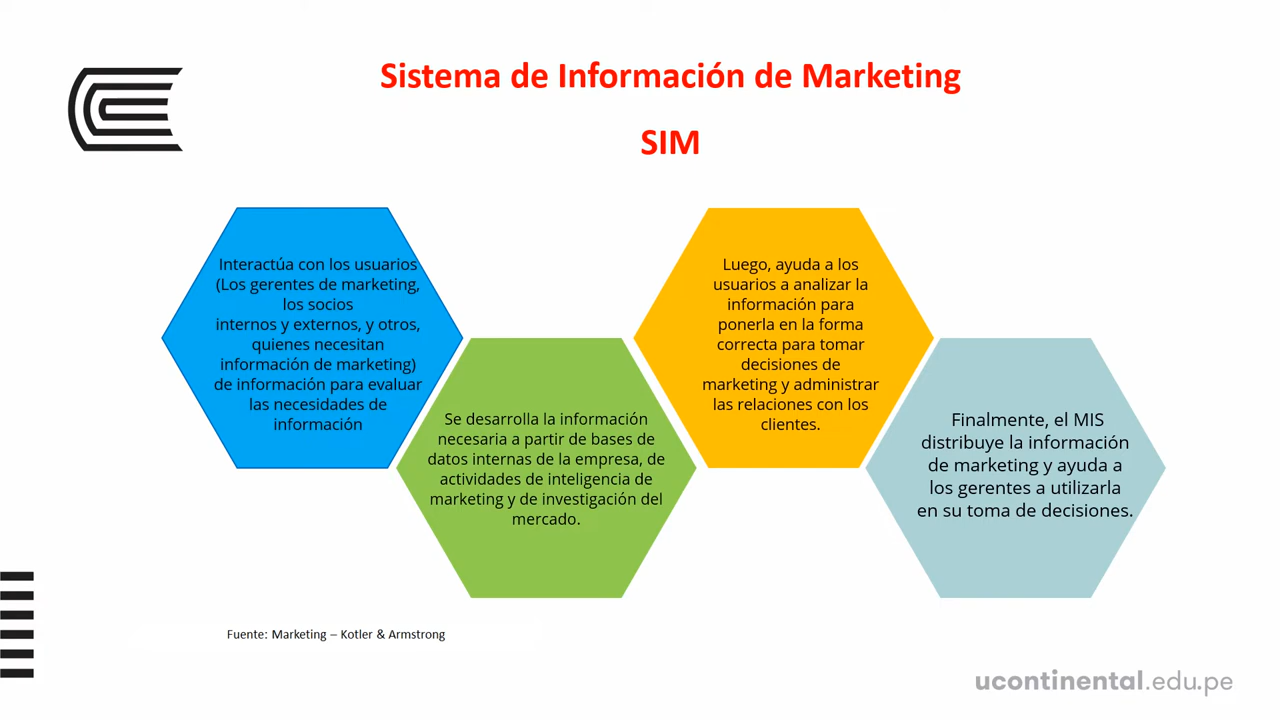 Sistema de Información de Marketing
SIM
Interactúa con los usuarios
(Los gerentes de marketing,
los socios
internos y externos, y otros,
quienes necesitan
información de marketing)
de información para evaluar
las necesidades de
información
Se desarrolla la información
necesaria a partir de bases de
datos internas de la empresa, de
actividades de inteligencia de
marketing y de investigación del
mercado.
Luego, ayuda a los
usuarios a analizar la
información para
ponerla en la forma
correcta para tomar
decisiones de
marketing y administrar
las relaciones con los
clientes.
Finalmente, el MIS
distribuye la información
de marketing y ayuda a
los gerentes a utilizarla
en su toma de decisiones.
Fuente: Marketing – Kotler & Armstrong
ucontinental.edu.pe